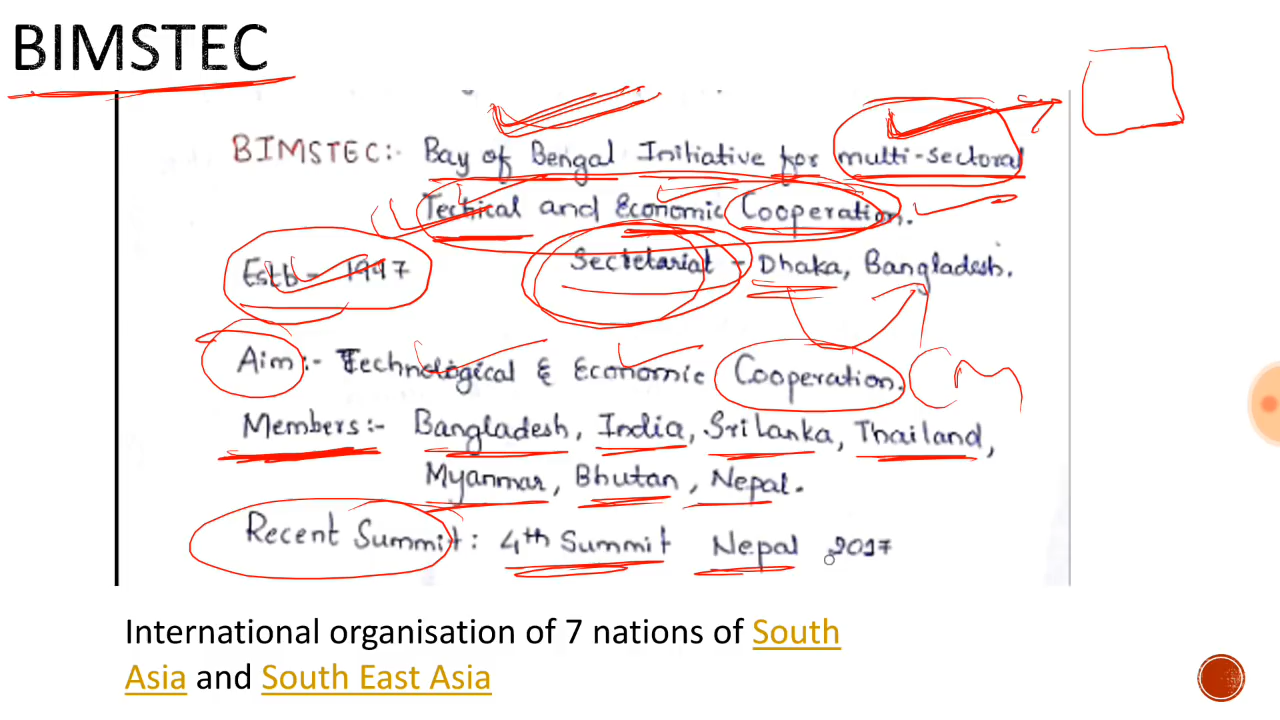 BIMSTEC
BIMSTEC:- Bay of Bengal Initiative for multi-sectoral
Techical and Economic Cooperation.
Estb - 1997 Secretariat - Dhaka, Bangladesh.
Aim:- Technological & Economic Cooperation.
Members:- Bangladesh, India, Sri Lanka, Thailand,
Myanmar, Bhutan, Nepal.
Recent Summit: 4th Summit Nepal 2017
International organisation of 7 nations of South
Asia and South East Asia